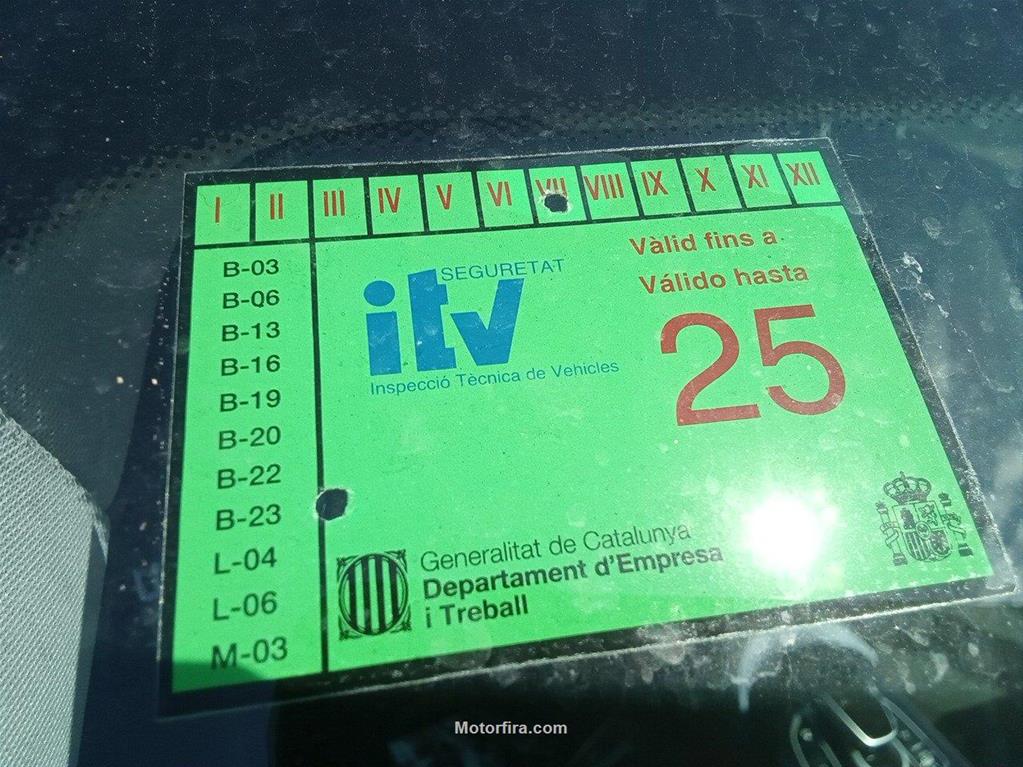 I II III IV V VI VII VIII IX X XI XII
B-03
B-06
B-13
B-16
B-19
B-20
B-22
B-23
L-04
L-06
M-03
SEGURETAT
itv
Inspecció Tècnica de Vehicles
Vàlid fins a
Válido hasta
25
Generalitat de Catalunya
Departament d'Empresa
i Treball
Motorfira.com